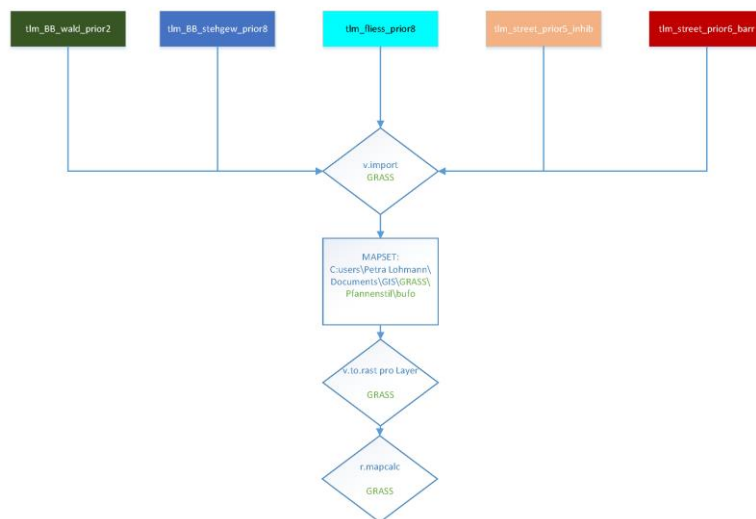 tlm_BB_wald_prior2
tlm_BB_stehgew_prior8
tlm_fliess_prior8
tlm_street_prior5_inhib
tlm_street_prior6_barr
v.import
GRASS
MAPSET:
C:users\Petra Lohmann\
Documents\GIS\GRASS\
Pfannenstil\bufo
v.to.rast pro Layer
GRASS
r.mapcalc
GRASS